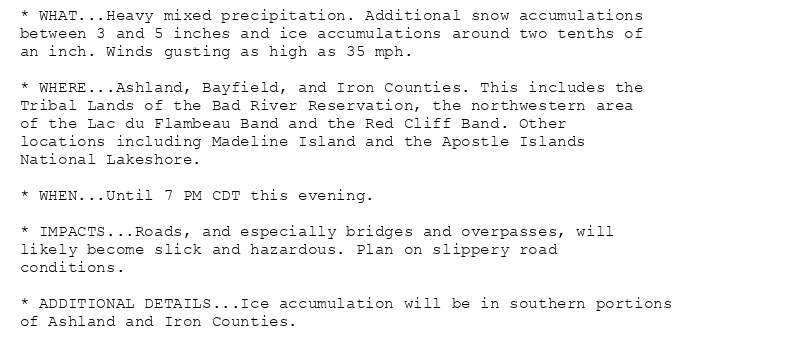 * WHAT...Heavy mixed precipitation. Additional snow accumulations
between 3 and 5 inches and ice accumulations around two tenths of
an inch. Winds gusting as high as 35 mph.
* WHERE...Ashland, Bayfield, and Iron Counties. This includes the
Tribal Lands of the Bad River Reservation, the northwestern area
of the Lac du Flambeau Band and the Red Cliff Band. Other
locations including Madeline Island and the Apostle Islands
National Lakeshore.
* WHEN...Until 7 PM CDT this evening.
* IMPACTS...Roads, and especially bridges and overpasses, will
likely become slick and hazardous. Plan on slippery road
conditions.
* ADDITIONAL DETAILS...Ice accumulation will be in southern portions
of Ashland and Iron Counties.